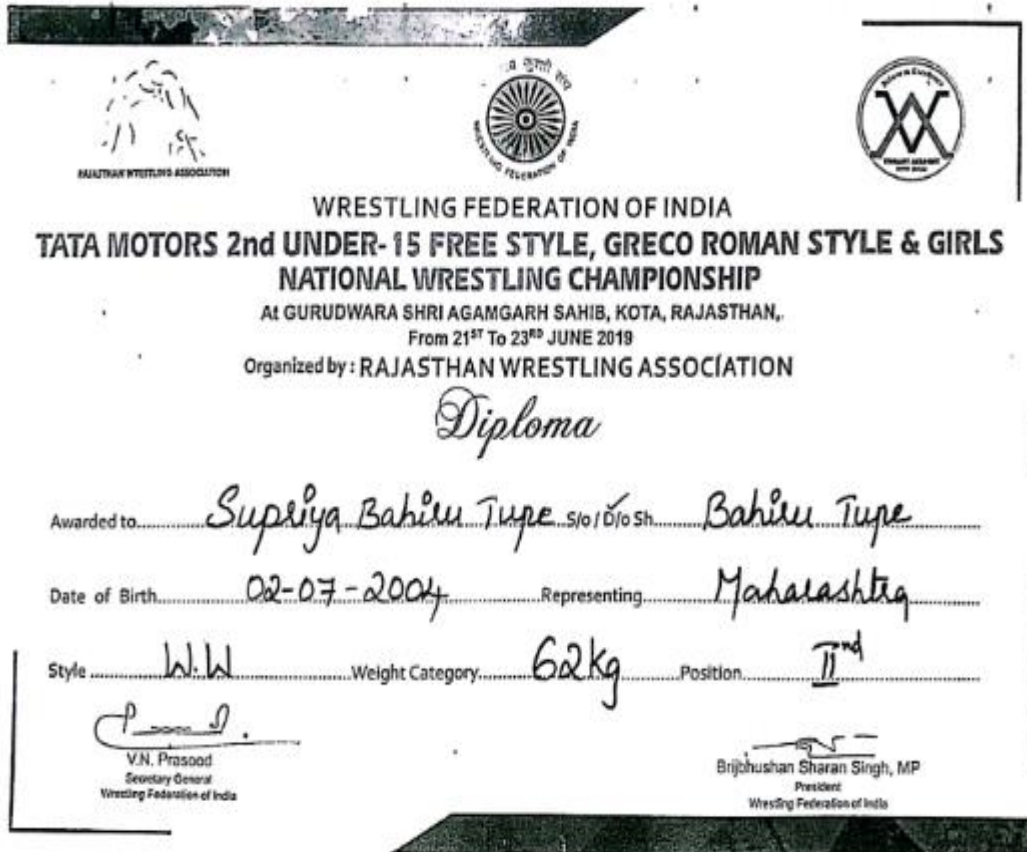 RAJASTHAN WRESTLING ASSOCIATION
WRESTLING FEDERATION OF INDIA
WRESTLING FEDERATION OF INDIA
TATA MOTORS 2nd UNDER-15 FREE STYLE, GRECO ROMAN STYLE & GIRLS
NATIONAL WRESTLING CHAMPIONSHIP
At GURUDWARA SHRI AGAMGARH SAHIB, KOTA, RAJASTHAN,
From 21ST To 23RD JUNE 2019
Organized by : RAJASTHAN WRESTLING ASSOCIATION
Diploma
Awarded to Supriya Bahiru Tupe S/o / D/o Sh. Bahiru Tupe
Date of Birth 02-07-2004 Representing Maharashtra
Style W.W Weight Category 62kg Position IInd
V.N. Prasood Brijbhushan Sharan Singh, MP
Secretary General President
Wrestling Federation of India Wrestling Federation of India